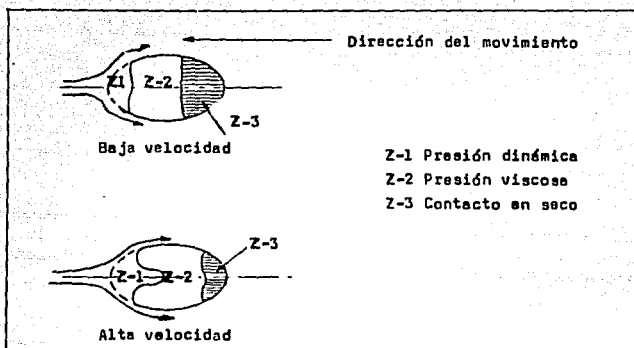 Dirección del movimiento
Z1 Z-2
Z-3
Baja velocidad
Z-1 Presión dinámica
Z-2 Presión viscosa
Z-3 Contacto en seco
Z-3
Z-1 Z-2
Alta velocidad